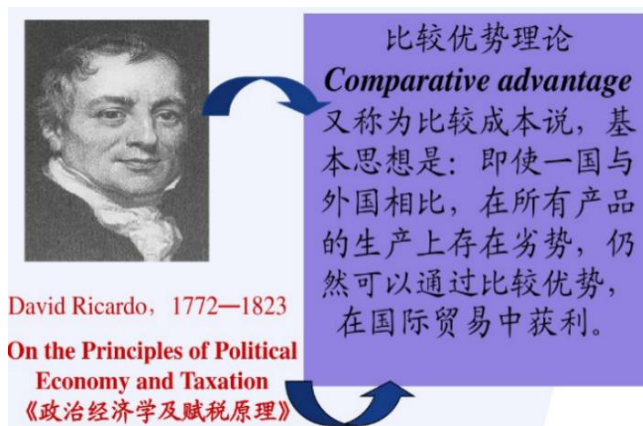 David Ricardo，1772—1823
On the Principles of Political
Economy and Taxation
《政治经济学及赋税原理》
比较优势理论
Comparative advantage
又称为比较成本说，基
本思想是：即使一国与
外国相比，在所有产品
的生产上存在劣势，仍
然可以通过比较优势，
在国际贸易中获利。